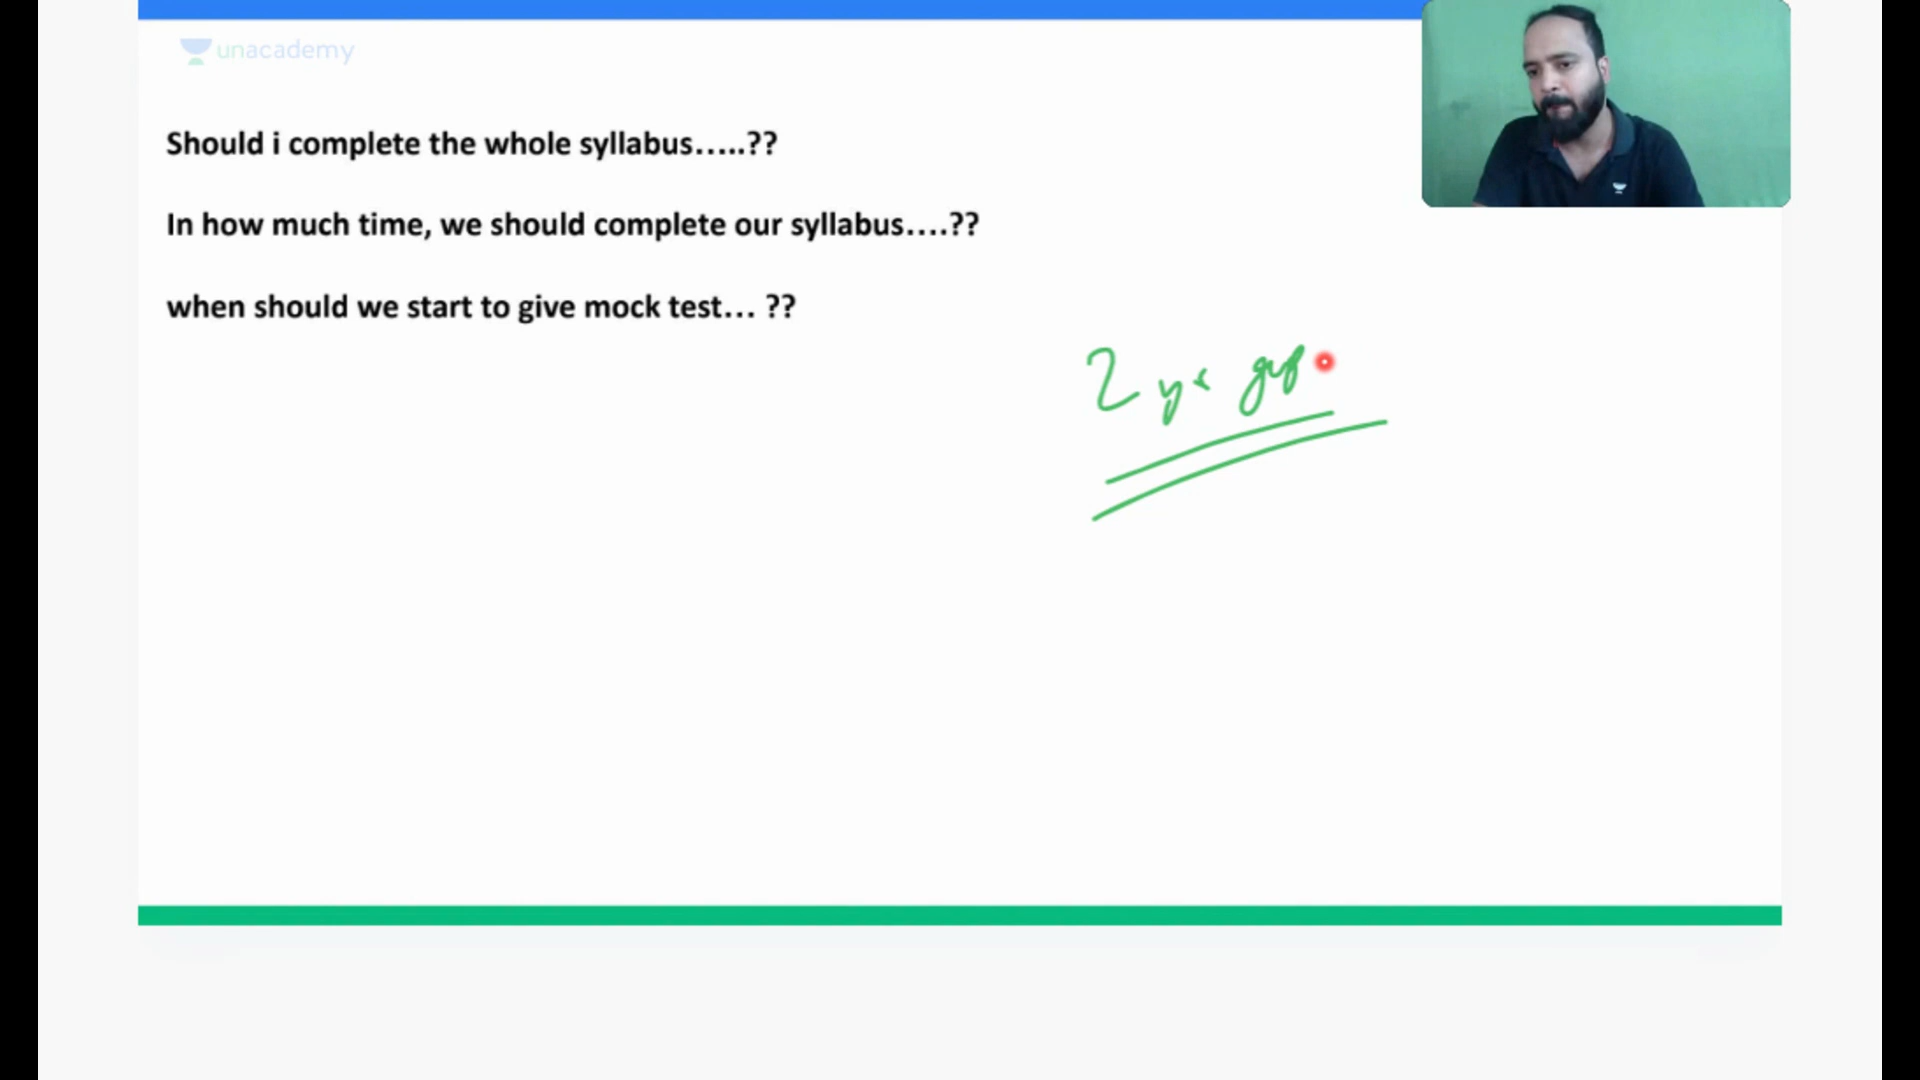 unacademy
Should i complete the whole syllabus…..??
In how much time, we should complete our syllabus….??
when should we start to give mock test… ??
2 yr gap